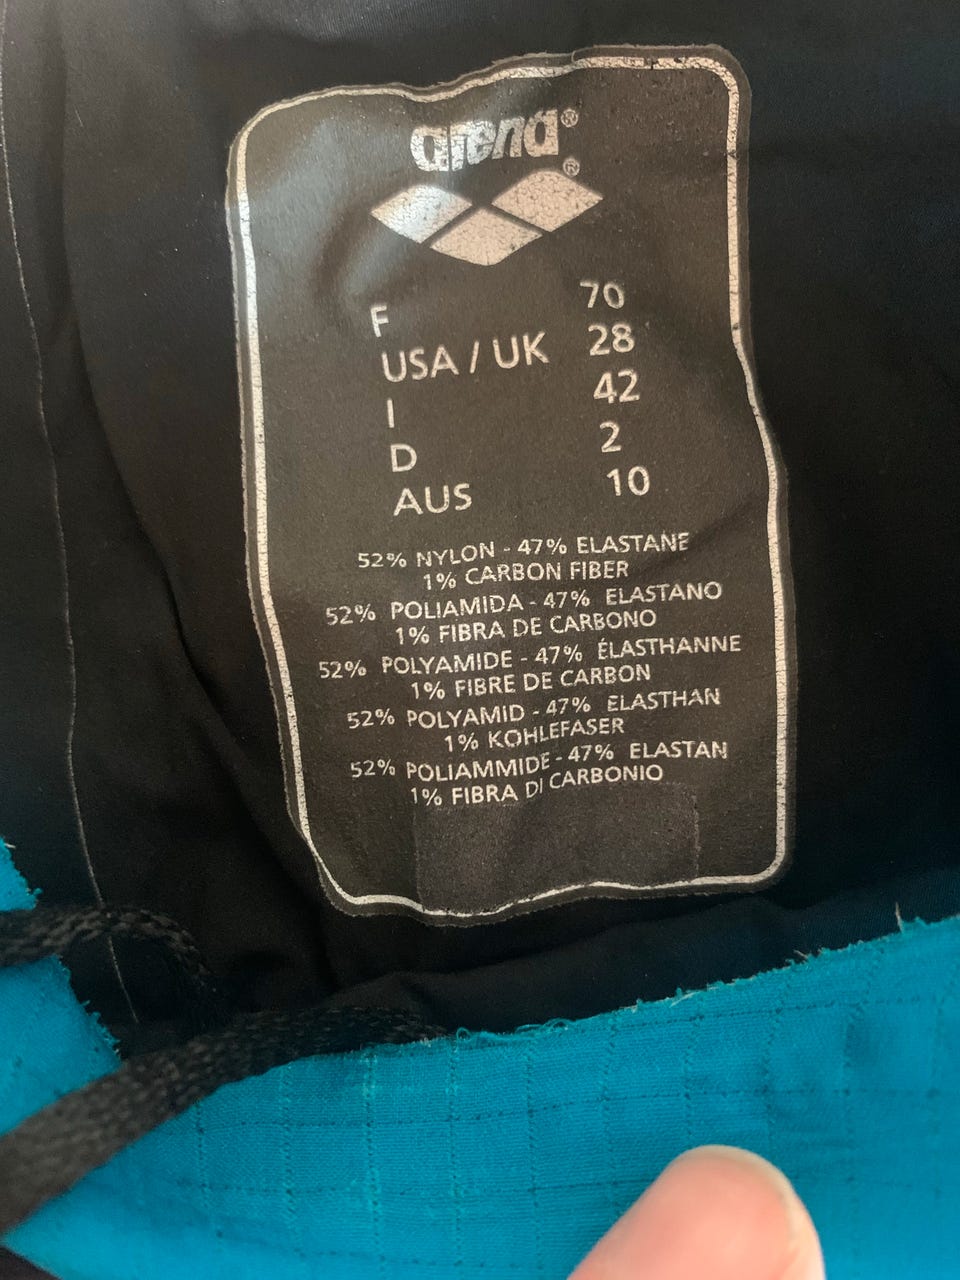 arena®
®
F 70
USA / UK 28
I 42
D 2
AUS 10
52% NYLON - 47% ELASTANE
1% CARBON FIBER
52% POLIAMIDA - 47% ELASTANO
1% FIBRA DE CARBONO
52% POLYAMIDE - 47% ÉLASTHANNE
1% FIBRE DE CARBON
52% POLYAMID - 47% ELASTHAN
1% KOHLEFASER
52% POLIAMMIDE - 47% ELASTAN
1% FIBRA DI CARBONIO